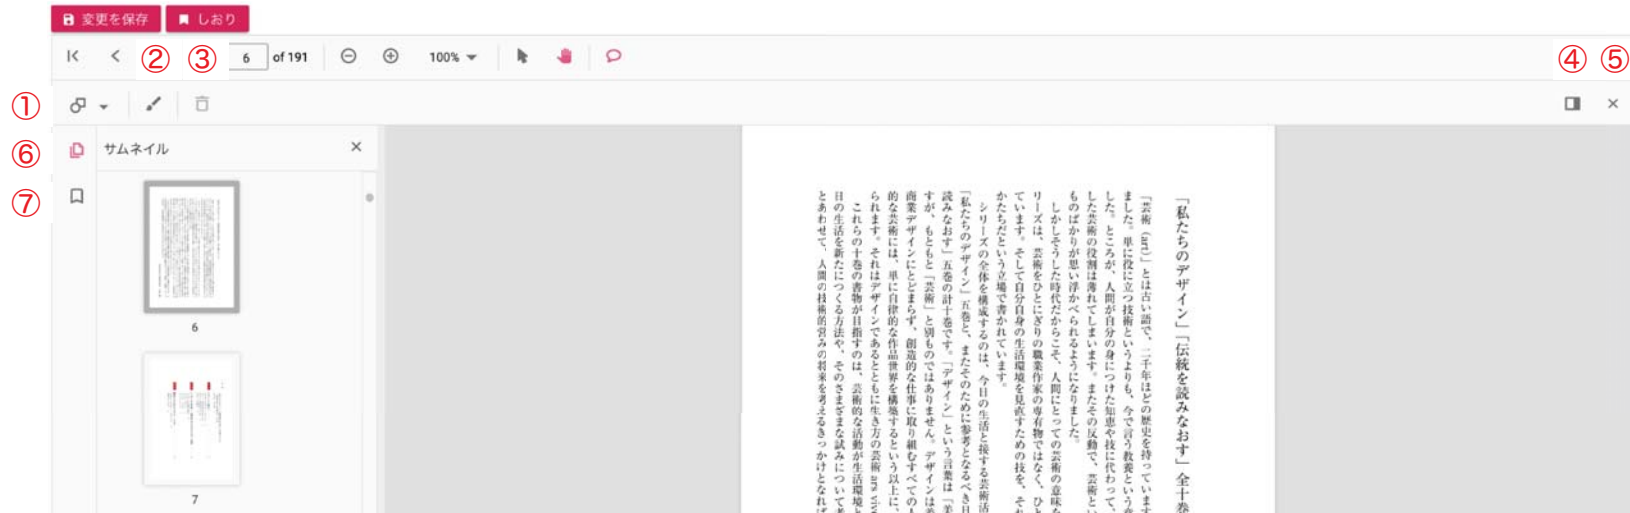 変更を保存 しおり
② ③ 6 of 191 100% ④ ⑤
①
⑥ サムネイル
⑦
6
7
「私たちのデザイン」「伝統を読みなおす」全十巻
「芸術（art）」とは古い語で、二千年ほどの歴史を持っています
ました。単に役に立つ技術というよりも、今で言う教養という意
した。ところが、人間が自分の身につけた知恵や技に代わって、
した芸術の役割は薄れてしまいます。またその反動で、芸術とい
ものばかりが思い浮かべられるようになりました。
しかしそうした時代だからこそ、人間にとっての芸術の意味を
リーズは、芸術をひとにぎりの職業作家の専有物ではなく、ひと
ています。そして自分自身の生活環境を見直すための技を、それ
かたちだという立場で書かれています。
シリーズの全体を構成するのは、今日の生活と接する芸術活
「私たちのデザイン」五巻と、またそのために参考となるべき日
読みなおす」五巻の計十巻です。「デザイン」という言葉は「美
すが、もともと「芸術」と別ものではありません。デザインは美
商業デザインにとどまらず、創造的な仕事に取り組むすべての人
的な芸術には、単に自律的な作品世界を構築するという以上に、
られます。それはデザインであるとともに生き方の芸術 ars vive
これらの十巻の書物が目指すのは、芸術的な活動が生活環境と
日の生活を新たにつくる方法や、そのさまざまな試みについて考
とあわせて、人間の技術的営みの将来を考えるきっかけとなれば